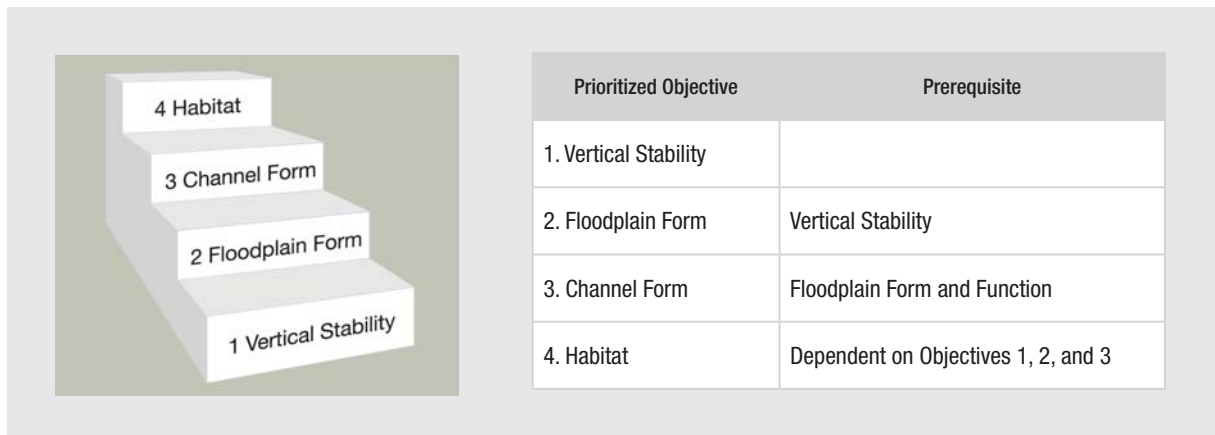 4 Habitat
3 Channel Form
2 Floodplain Form
1 Vertical Stability
Prioritized Objective Prerequisite
1. Vertical Stability
2. Floodplain Form Vertical Stability
3. Channel Form Floodplain Form and Function
4. Habitat Dependent on Objectives 1, 2, and 3